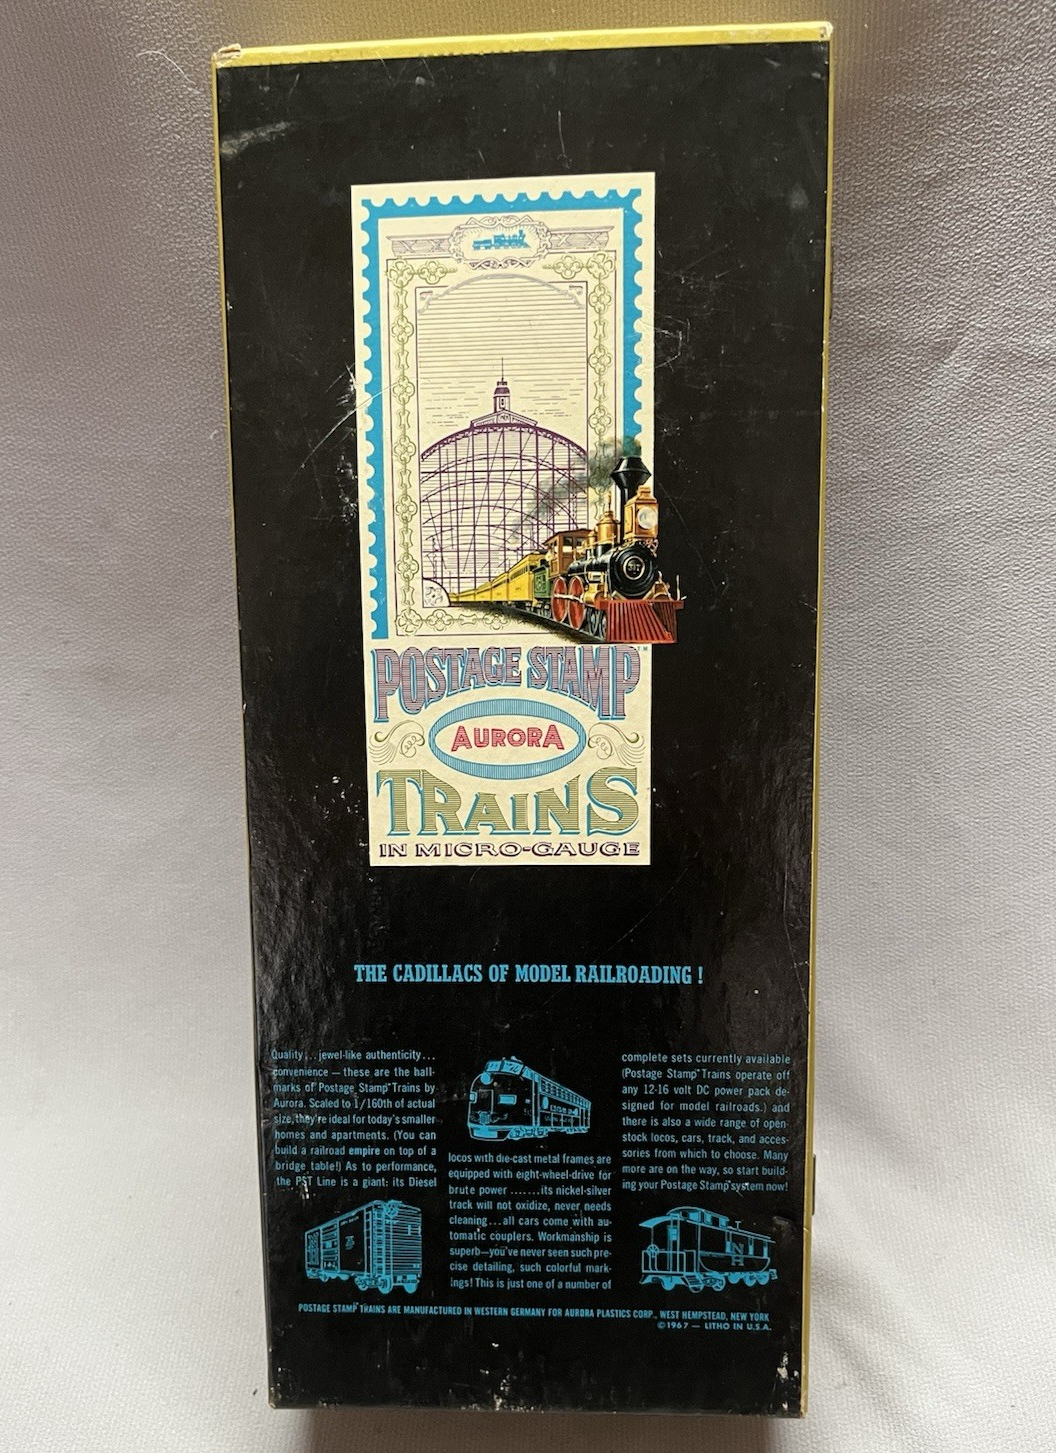 POSTAGE STAMP TM
AURORA
TRAINS
IN MICRO-GAUGE
THE CADILLACS OF MODEL RAILROADING !
Quality . . . jewel-like authenticity . . .
convenience — these are the hall-
marks of Postage Stamp™ Trains by
Aurora. Scaled to 1/160th of actual
size, they're ideal for today's smaller
homes and apartments. (You can
build a railroad empire on top of a
bridge table!) As to performance,
the PST Line is a giant: its Diesel
locos with die-cast metal frames are
equipped with eight-wheel-drive for
brute power .......its nickel-silver
track will not oxidize, never needs
cleaning . . . all cars come with au-
tomatic couplers. Workmanship is
superb—you've never seen such pre-
cise detailing, such colorful mark-
ings! This is just one of a number of
complete sets currently available
(Postage Stamp™ Trains operate off
any 12-16 volt DC power pack de-
signed for model railroads.) and
there is also a wide range of open-
stock locos, cars, track, and acces-
sories from which to choose. Many
more are on the way, so start build-
ing your Postage Stamp™ system now!
N
H
POSTAGE STAMP™ TRAINS ARE MANUFACTURED IN WESTERN GERMANY FOR AURORA PLASTICS CORP., WEST HEMPSTEAD, NEW YORK
©1967 — LITHO IN U.S.A.